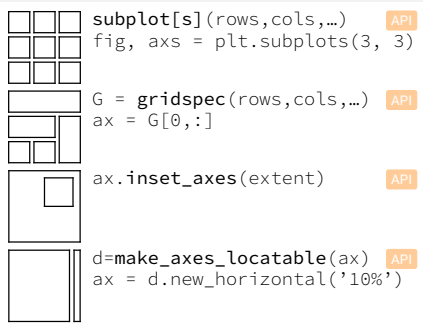 subplot[s](rows,cols,…) API
fig, axs = plt.subplots(3, 3)
G = gridspec(rows,cols,…) API
ax = G[0,:]
ax.inset_axes(extent) API
d=make_axes_locatable(ax) API
ax = d.new_horizontal(’10%’)